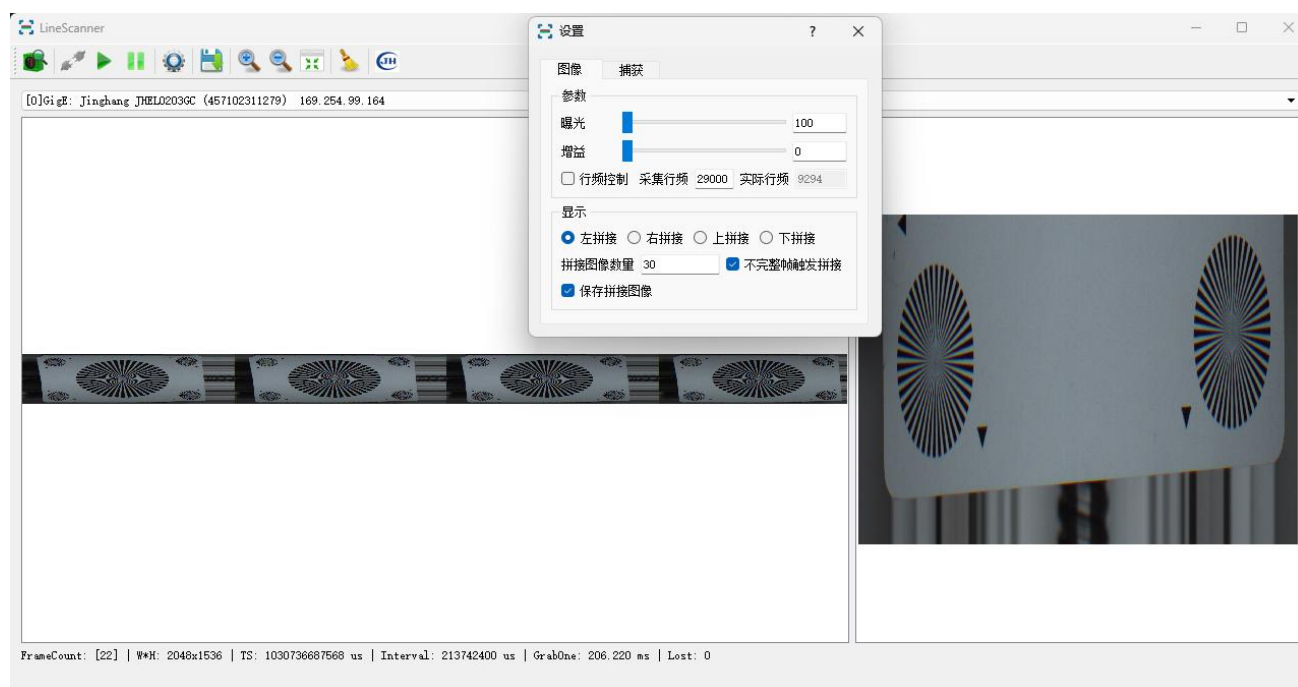 LineScanner
设置
?
JH
图像 捕获
[0]GigE: Jinghang JHEL0203GC (457102311279) 169.254.99.164
参数
曝光 100
增益 0
行频控制 采集行频 29000 实际行频 9294
显示
左拼接 右拼接 上拼接 下拼接
拼接图像数量 30 不完整帧触发拼接
保存拼接图像
FrameCount: [22] | W*H: 2048x1536 | TS: 1030736687568 us | Interval: 213742400 us | GrabOne: 206.220 ms | Lost: 0